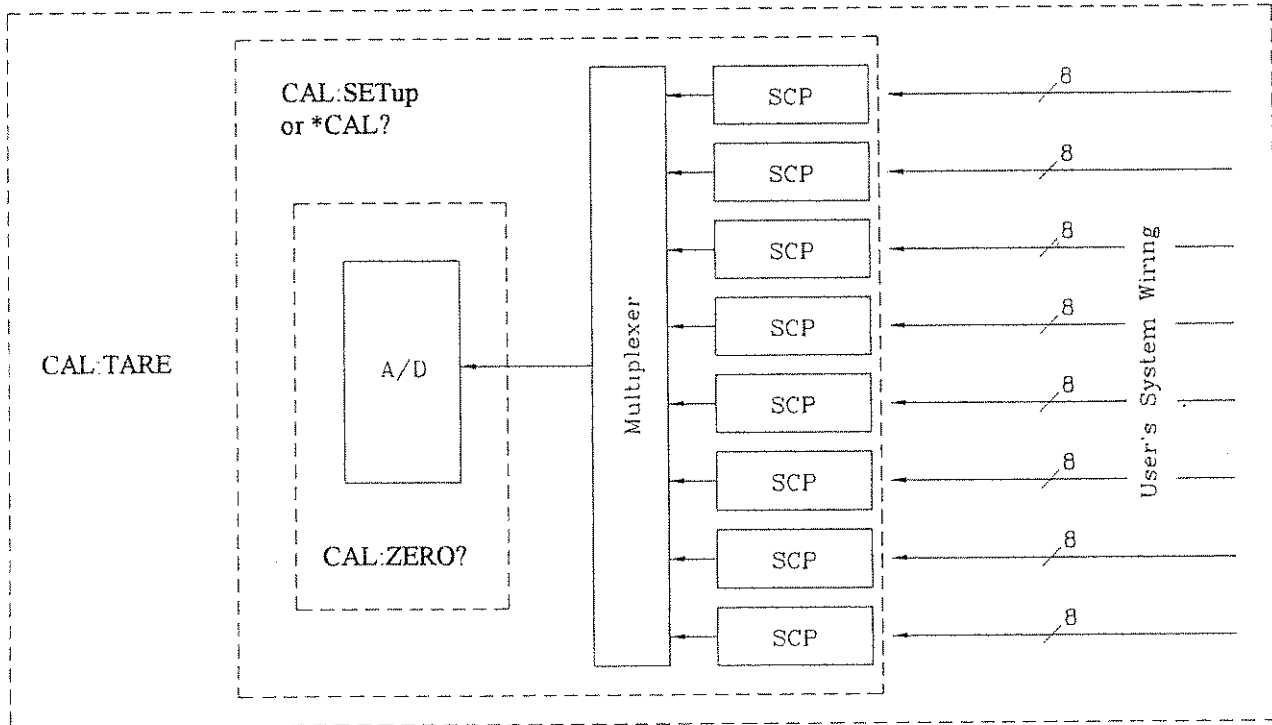 CAL:SETup
or *CAL?
SCP
8
SCP
8
SCP
8
SCP
8
SCP
8
SCP
8
SCP
8
SCP
8
CAL:TARE
A/D
CAL:ZERO?
Multiplexer
User's System Wiring